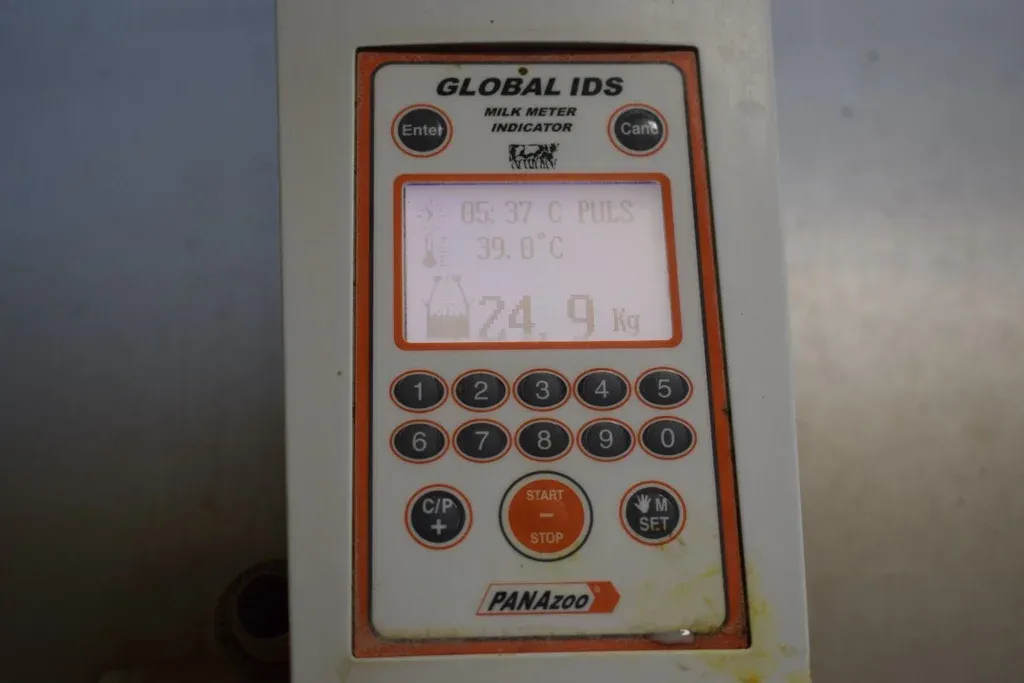 GLOBAL IDS
MILK METER
INDICATOR
Enter
Canc
05:37 C PULS
39.0°C
24.9 Kg
1 2 3 4 5
6 7 8 9 0
C/P
+
START
-
STOP
M
SET
PANAzoo®